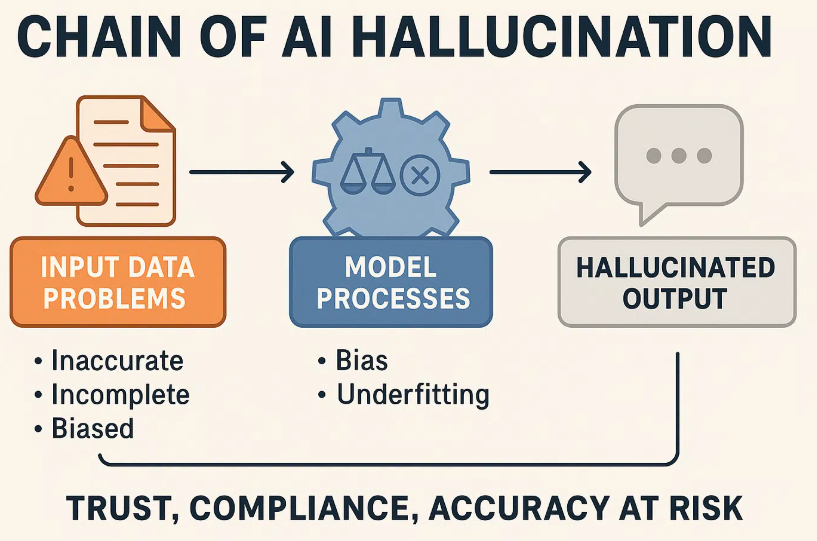 CHAIN OF AI HALLUCINATION
INPUT DATA
PROBLEMS
• Inaccurate
• Incomplete
• Biased
MODEL
PROCESSES
• Bias
• Underfitting
HALLUCINATED
OUTPUT
TRUST, COMPLIANCE, ACCURACY AT RISK